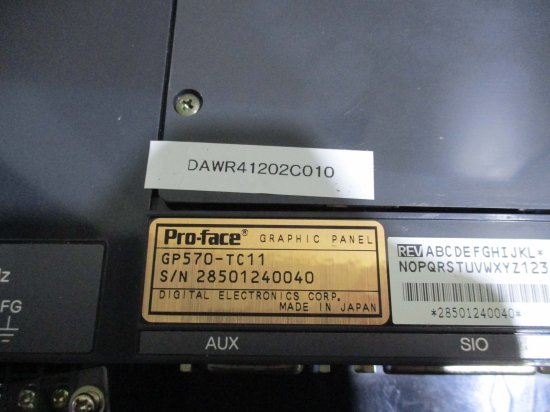 DAWR41202C010
Pro-face GRAPHIC PANEL
GP570-TC11
S/N 28501240040
DIGITAL ELECTRONICS CORP.
MADE IN JAPAN
REV ABCDEFGHIJKL*
NOPQRSTUVWXYZ123
*28501240040*
Hz
FG
AUX
SIO